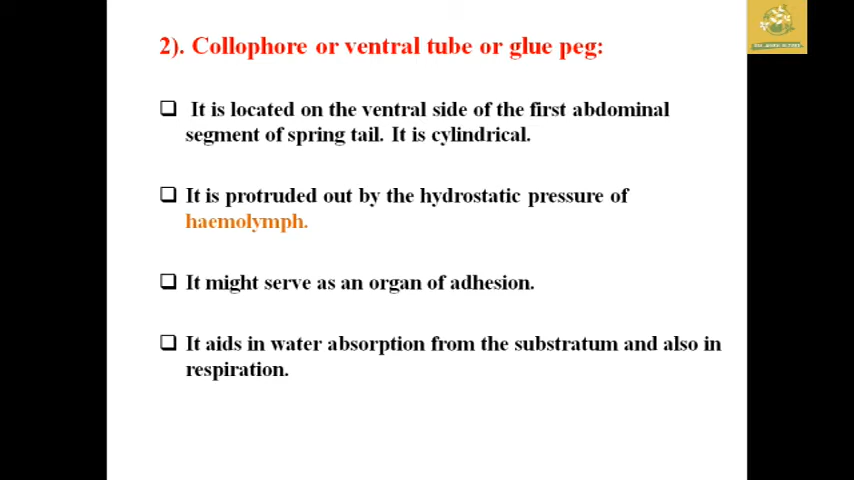 2). Collophore or ventral tube or glue peg:
It is located on the ventral side of the first abdominal
segment of spring tail. It is cylindrical.
It is protruded out by the hydrostatic pressure of
haemolymph.
It might serve as an organ of adhesion.
It aids in water absorption from the substratum and also in
respiration.